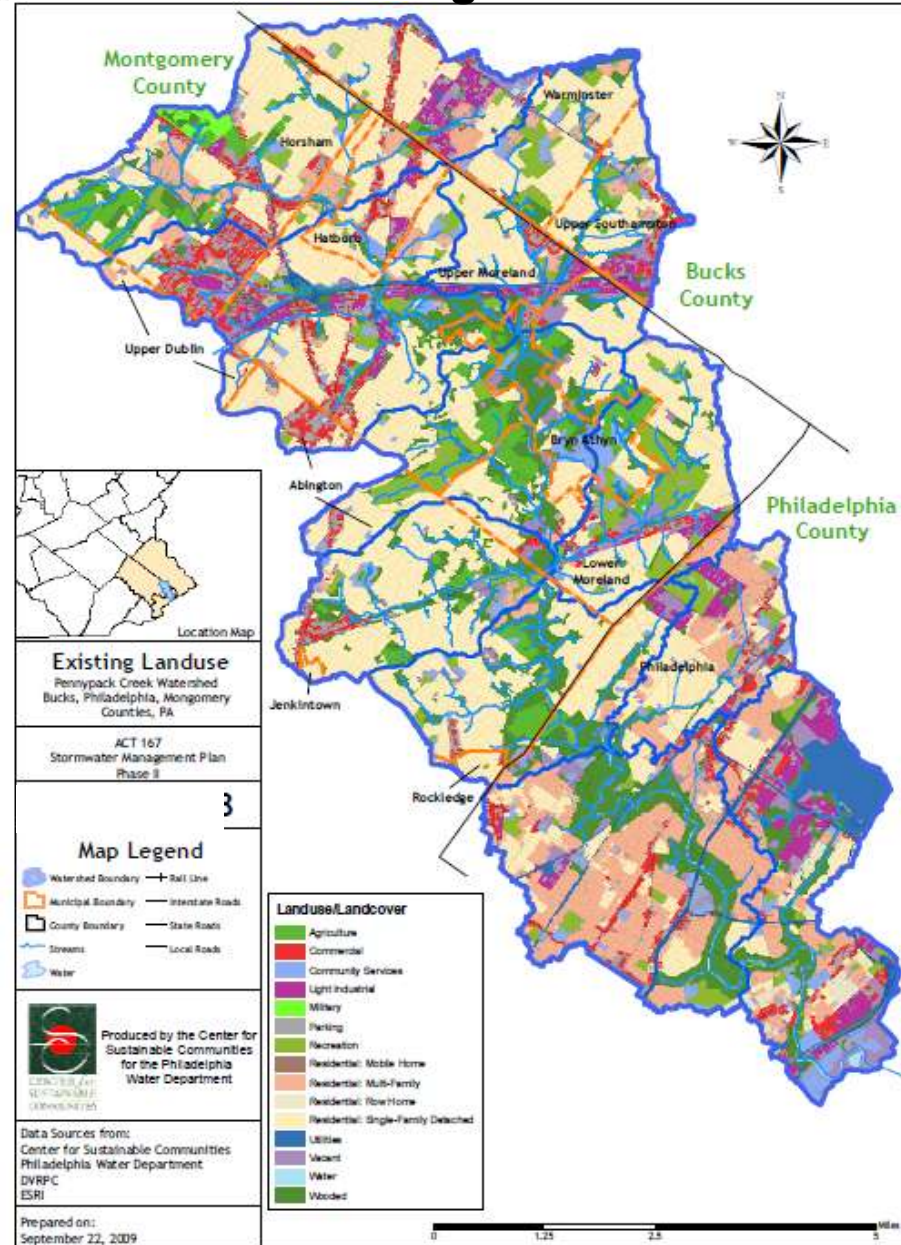 Montgomery
County
Warminster
N
W
E
S
Horsham
Hatboro
Upper Southampton
Upper Moreland
Bucks
County
Upper Dublin
Bryn Athyn
Abington
Philadelphia
County
Lower
Moreland
Philadelphia
Jenkintown
Rockledge
Location Map
Existing Landuse
Pennypack Creek Watershed
Bucks, Philadelphia, Mongomery
Counties, PA
ACT 167
Stormwater Management Plan
Phase II
Map Legend
Watershed Boundary
Rail Line
Municipal Boundary
Interstate Roads
County Boundary
State Roads
Streams
Local Roads
Water
Produced by the Center for
Sustainable Communities
for the Philadelphia
Water Department
CENTER for
SUSTAINABLE
COMMUNITIES
Data Sources from:
Center for Sustainable Communities
Philadelphia Water Department
DVRPC
ESRI
Prepared on:
September 22, 2009
Landuse/Landcover
Agriculture
Commercial
Community Services
Light Industrial
Military
Parking
Recreation
Residential: Mobile Home
Residential: Multi-Family
Residential: Row Home
Residential: Single-Family Detached
Utilities
Vacant
Water
Wooded
Miles
0
1.25
2.5
5